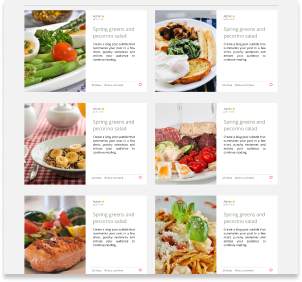 Spring greens and
pecorino salad
Create a blog post subtitle that
summarizes your post in a few
short, punchy sentences and
entices your audience to
continue reading.
Spring greens and
pecorino salad
Create a blog post subtitle that
summarizes your post in a few
short, punchy sentences and
entices your audience to
continue reading.
Spring greens and
pecorino salad
Create a blog post subtitle that
summarizes your post in a few
short, punchy sentences and
entices your audience to
continue reading.
Spring greens and
pecorino salad
Create a blog post subtitle that
summarizes your post in a few
short, punchy sentences and
entices your audience to
continue reading.
Spring greens and
pecorino salad
Create a blog post subtitle that
summarizes your post in a few
short, punchy sentences and
entices your audience to
continue reading.
Spring greens and
pecorino salad
Create a blog post subtitle that
summarizes your post in a few
short, punchy sentences and
entices your audience to
continue reading.